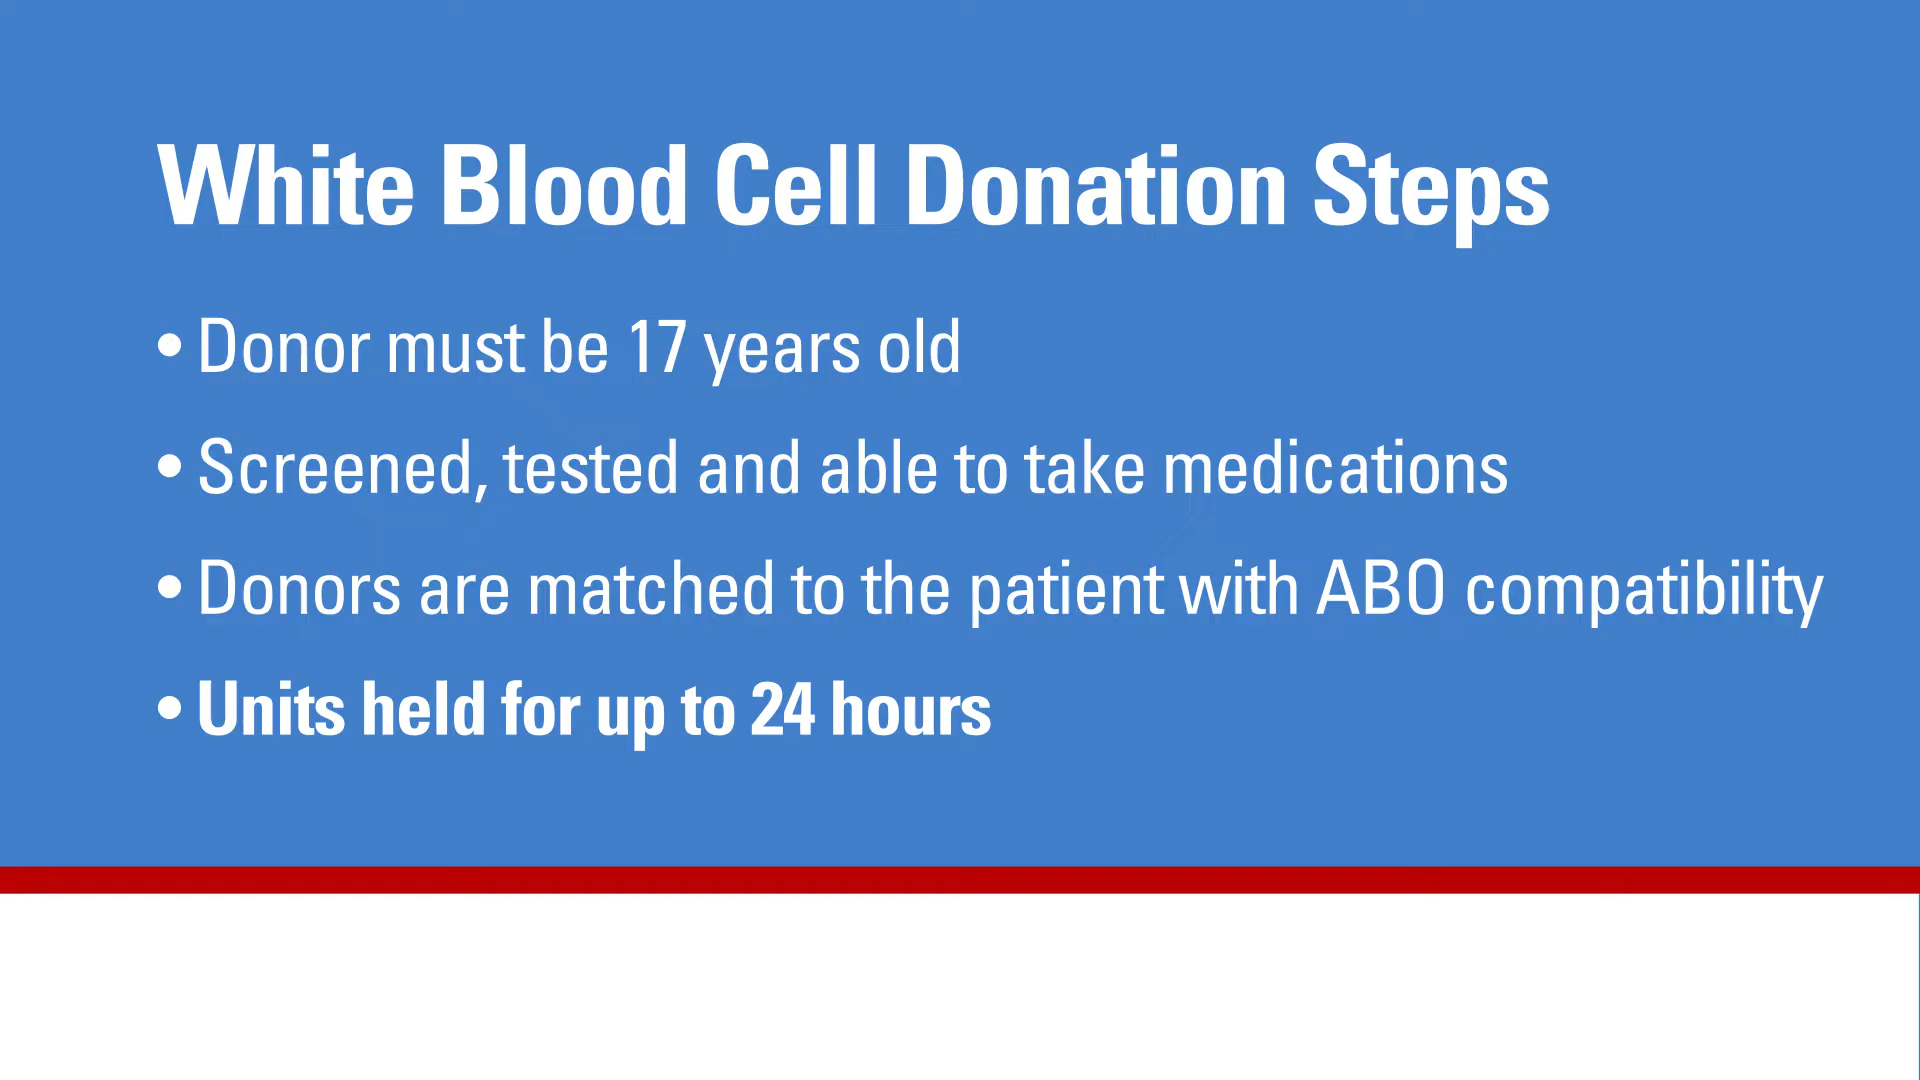 White Blood Cell Donation Steps
• Donor must be 17 years old
• Screened, tested and able to take medications
• Donors are matched to the patient with ABO compatibility
• Units held for up to 24 hours